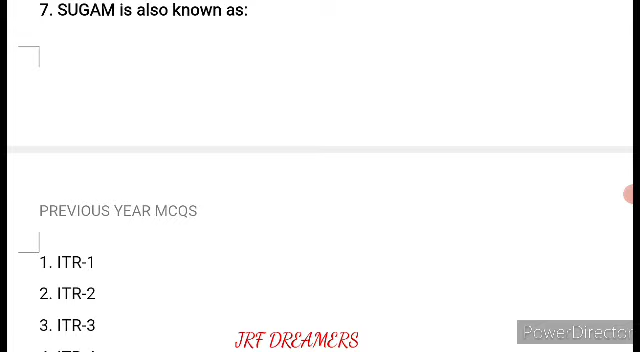 7. SUGAM is also known as:
PREVIOUS YEAR MCQS
1. ITR-1
2. ITR-2
3. ITR-3
JRF DREAMERS
PowerDirector